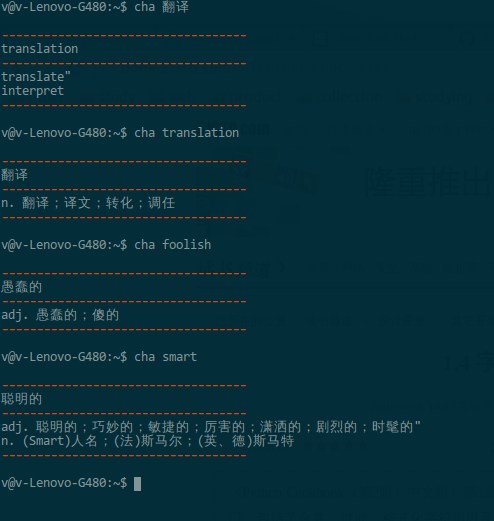 v@v-Lenovo-G480:~$ cha 翻译
--------------------------------
translation
--------------------------------
translate"
interpret
--------------------------------
v@v-Lenovo-G480:~$ cha translation
--------------------------------
翻译
--------------------------------
n. 翻译；译文；转化；调任
--------------------------------
v@v-Lenovo-G480:~$ cha foolish
--------------------------------
愚蠢的
--------------------------------
adj. 愚蠢的；傻的
--------------------------------
v@v-Lenovo-G480:~$ cha smart
--------------------------------
聪明的
--------------------------------
adj. 聪明的；巧妙的；敏捷的；厉害的；潇洒的；剧烈的；时髦的"
n. (Smart)人名；(法)斯马尔；(英、德)斯马特
--------------------------------
v@v-Lenovo-G480:~$
隆重推出